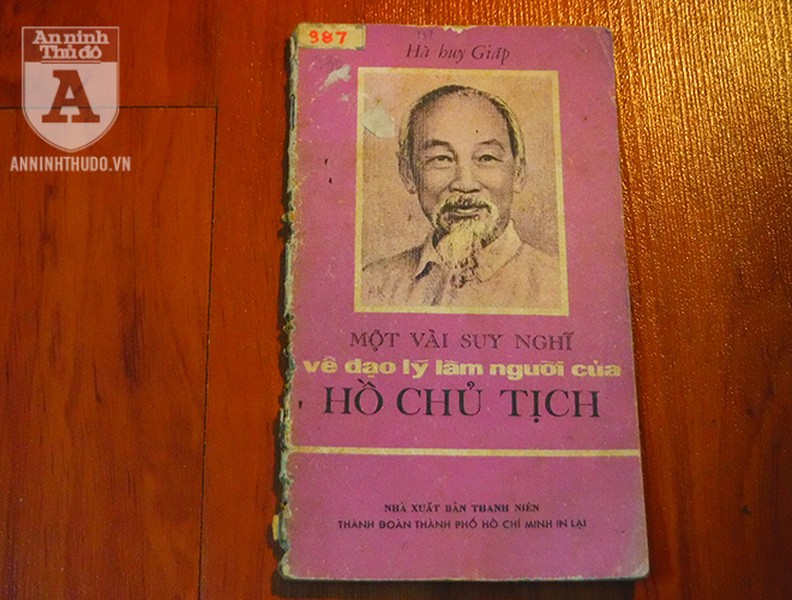 An ninh
Thủ đô
A
ANNINHTHUDO.VN
387
Hà huy Giáp
MỘT VÀI SUY NGHĨ
về đạo lý làm người của
HỒ CHỦ TỊCH
NHÀ XUẤT BẢN THANH NIÊN
THÀNH ĐOÀN THÀNH PHỐ HỒ CHÍ MINH IN LẠI